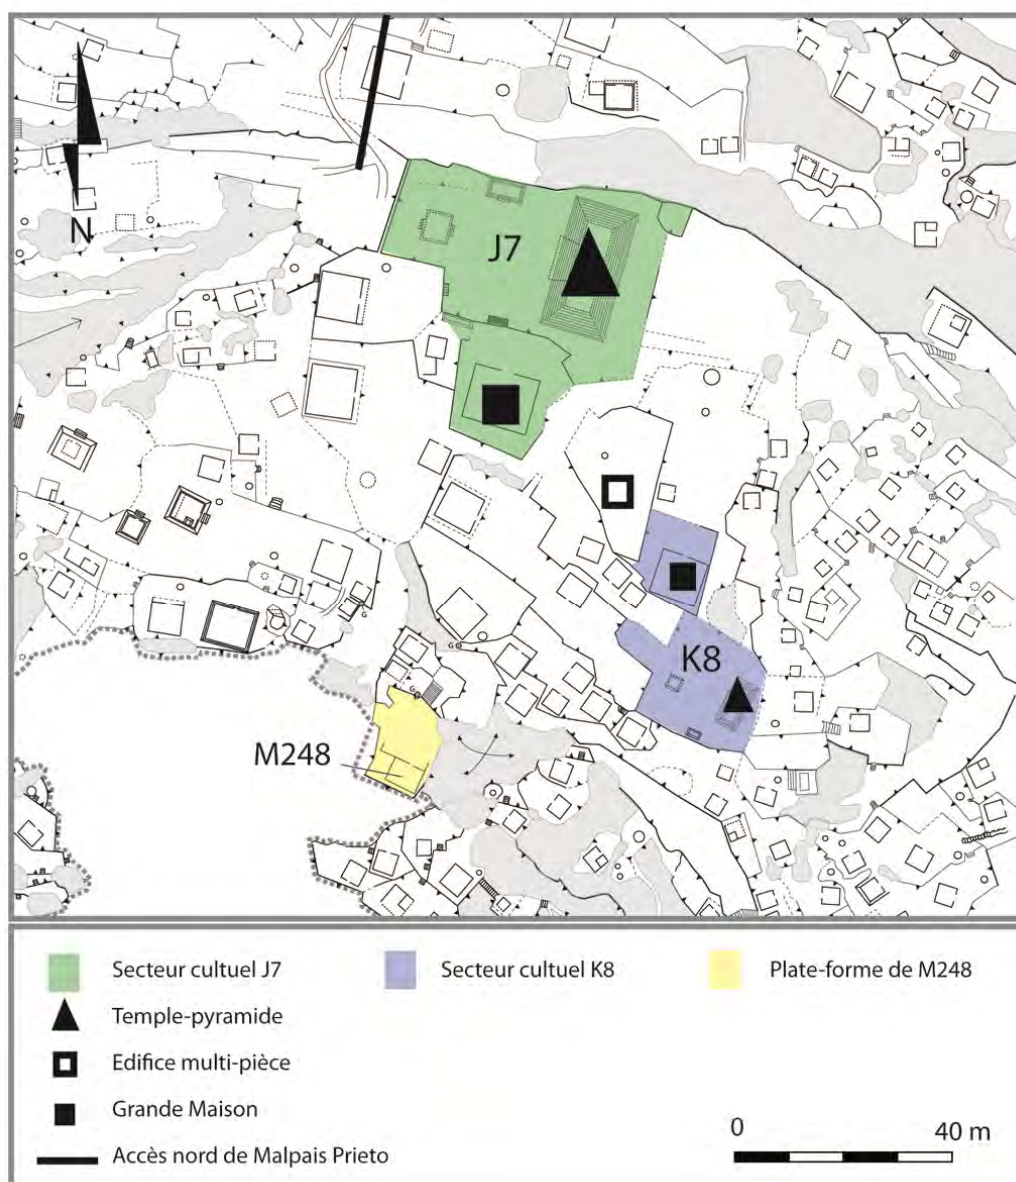 N
J7
K8
M248
G
G
G
Secteur cultuel J7
Secteur cultuel K8
Plate-forme de M248
Temple-pyramide
Edifice multi-pièce
Grande Maison
Accès nord de Malpais Prieto
0
40 m